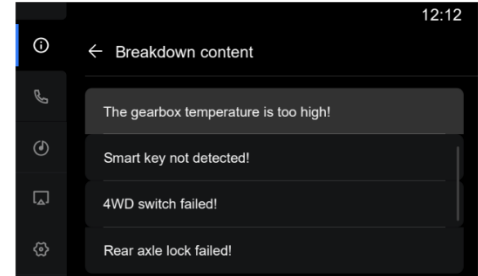 12:12
Breakdown content
The gearbox temperature is too high!
Smart key not detected!
4WD switch failed!
Rear axle lock failed!